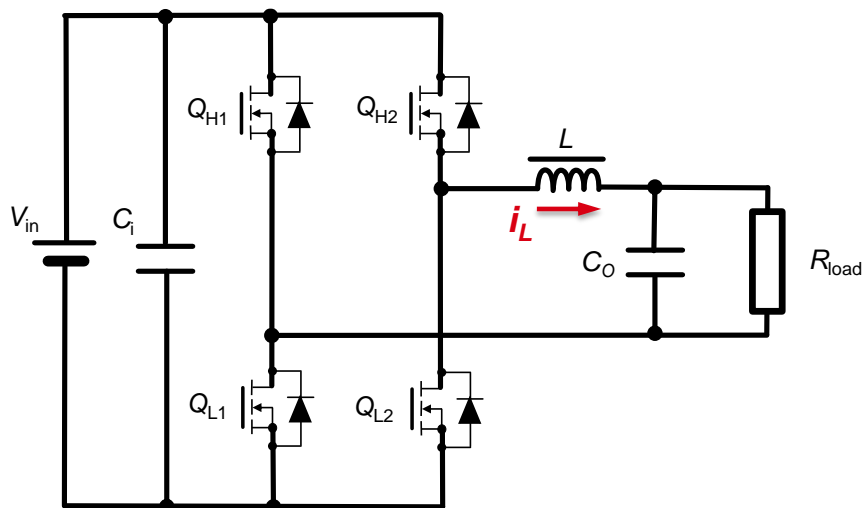 Q_H1
Q_H2
L
V_in
C_i
i_L
C_O
R_load
Q_L1
Q_L2